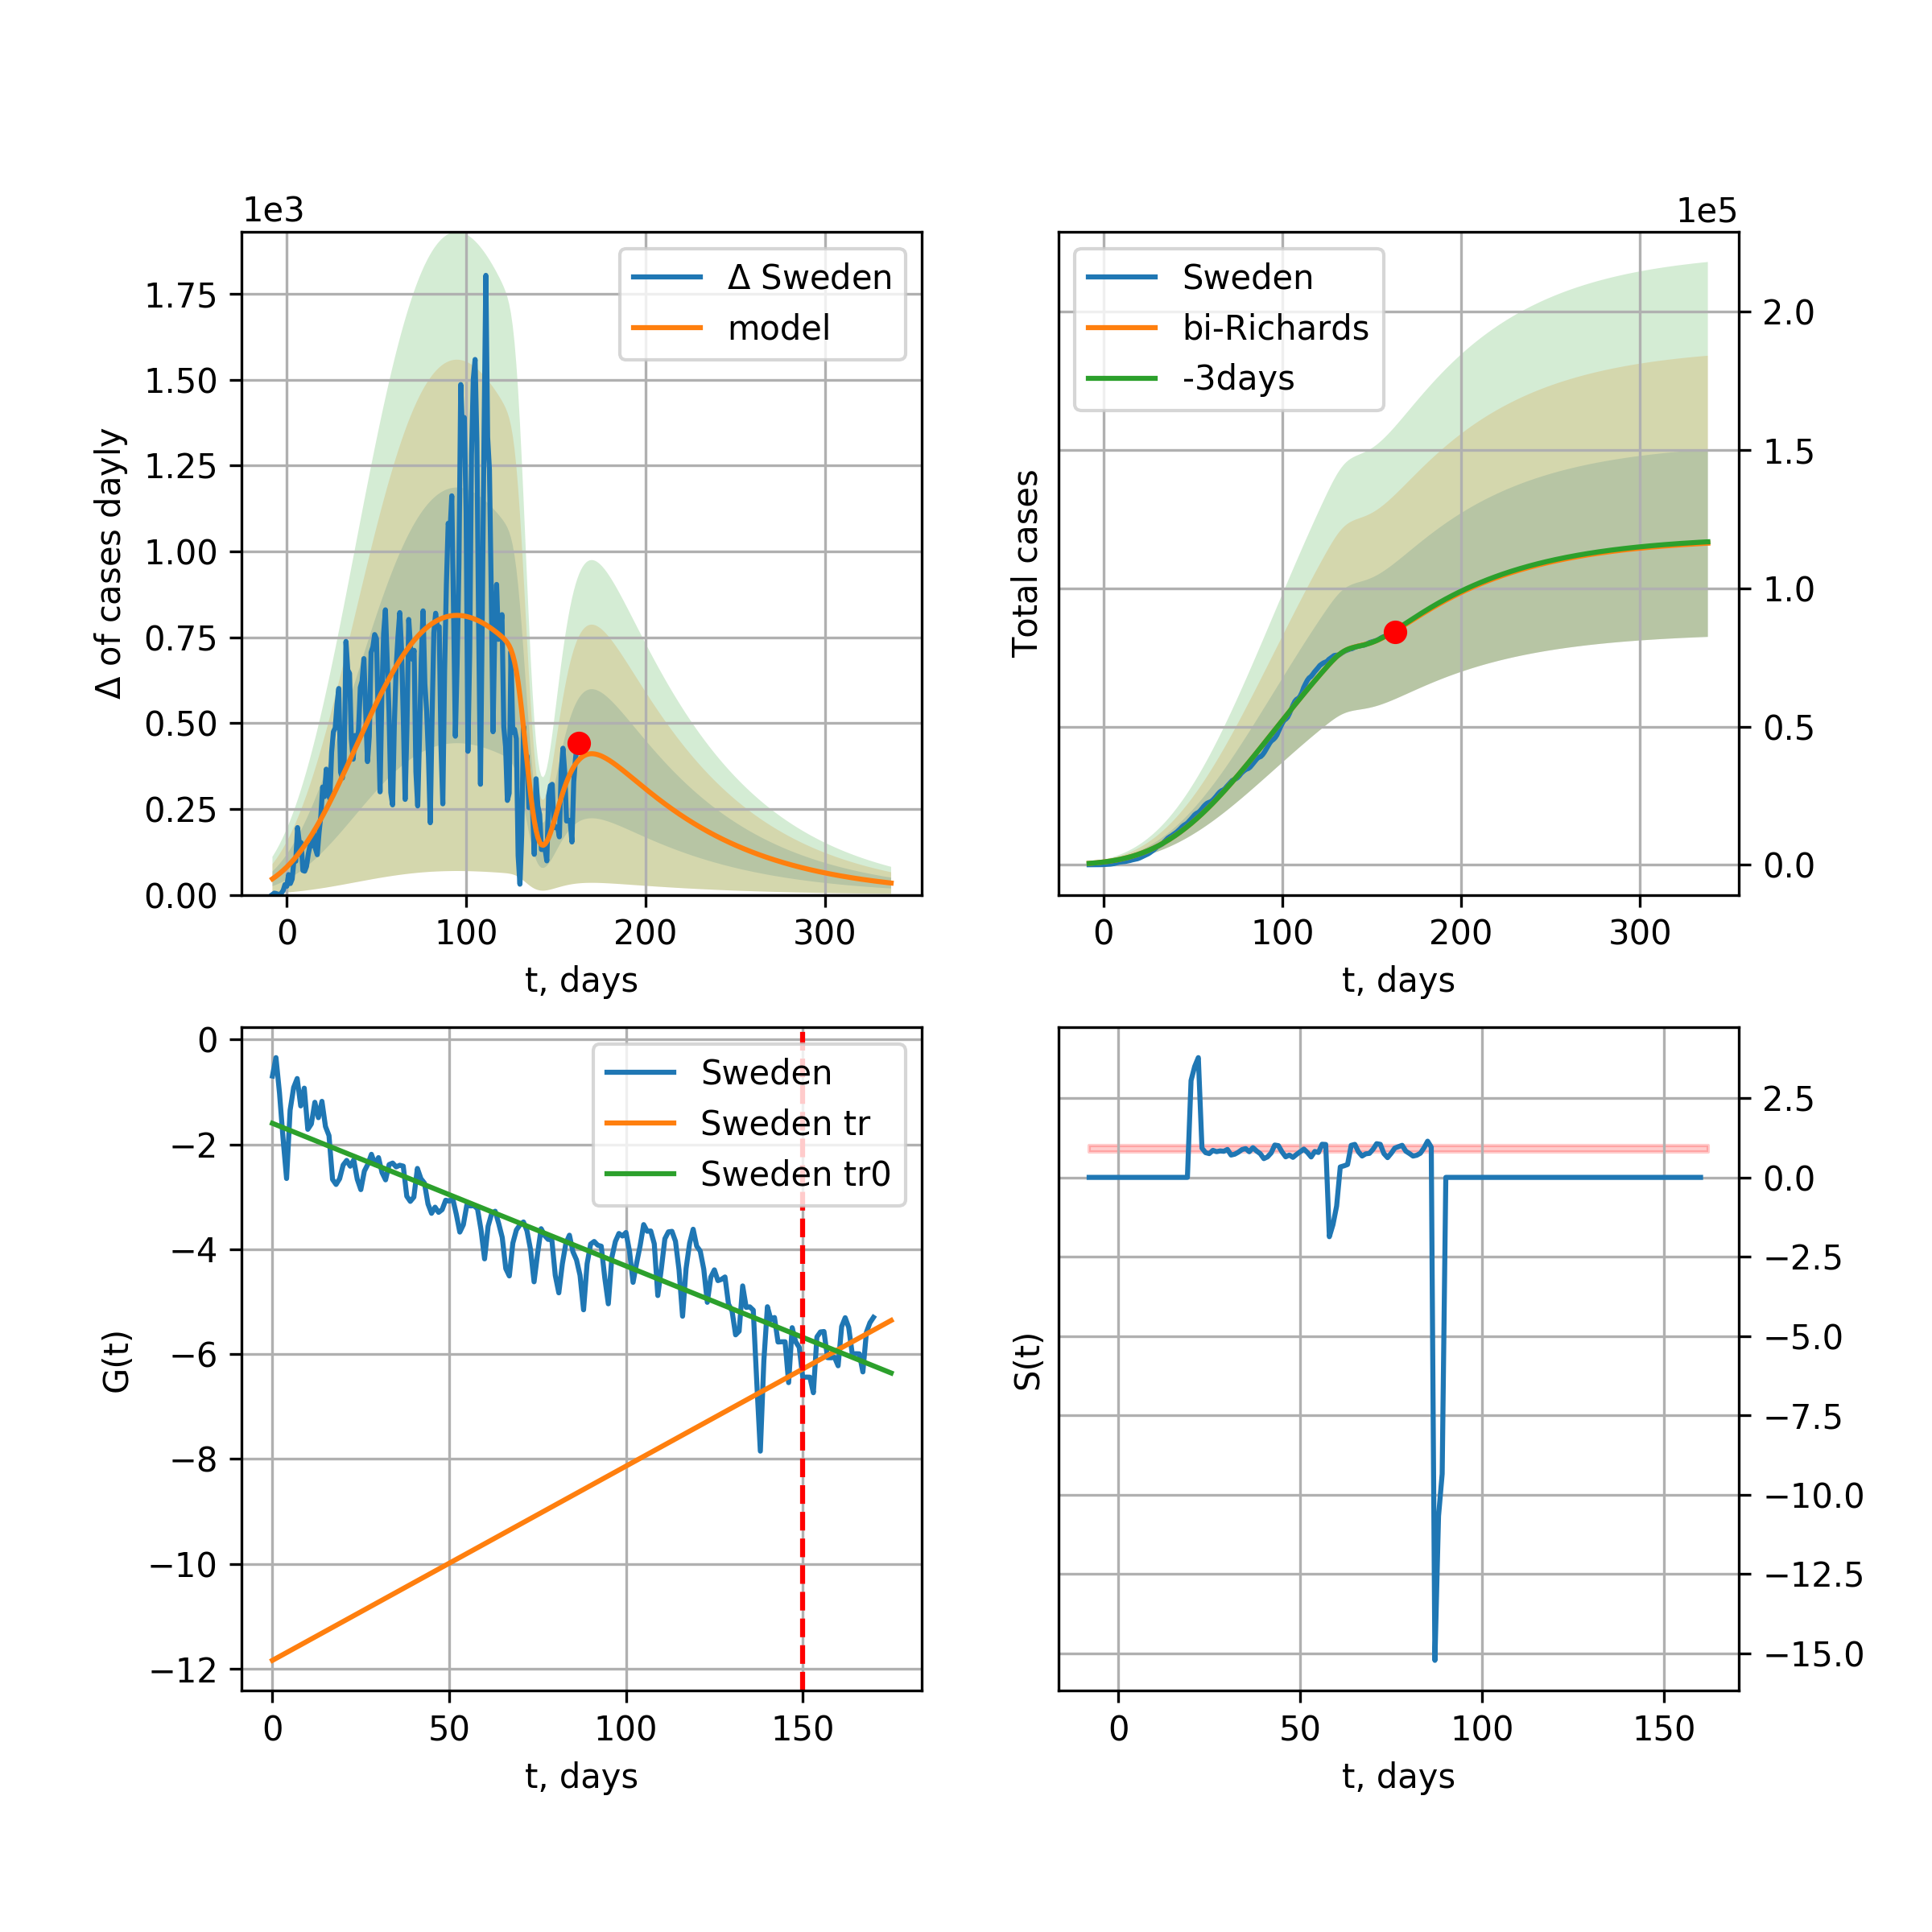 1e3
Δ Sweden
model
1.75
1.50
1.25
1.00
0.75
0.50
0.25
0.00
Δ of cases dayly
0 100 200 300
t, days
1e5
Sweden
bi-Richards
-3days
2.0
1.5
1.0
0.5
0.0
Total cases
0 100 200 300
t, days
Sweden
Sweden tr
Sweden tr0
0
−2
−4
−6
−8
−10
−12
G(t)
0 50 100 150
t, days
2.5
0.0
−2.5
−5.0
−7.5
−10.0
−12.5
−15.0
S(t)
0 50 100 150
t, days